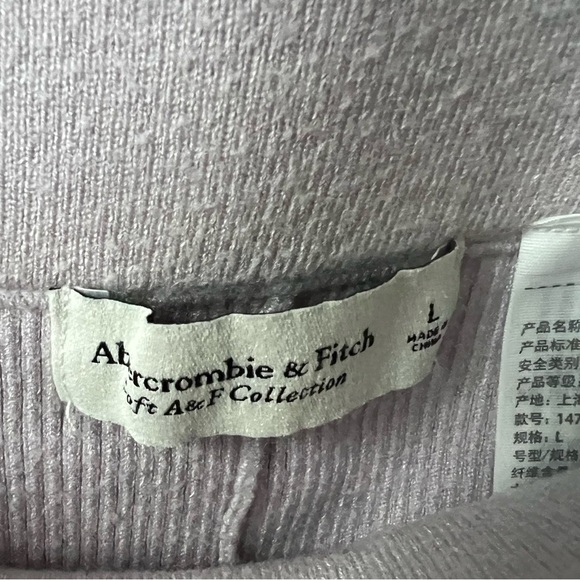 Abercrombie & Fitch
Soft A&F Collection
L
MADE IN
CHINA
产品名称
产品标准
安全类别
产品等级
产地: 上海
款号: 147
规格: L
号型/规格
纤维含量